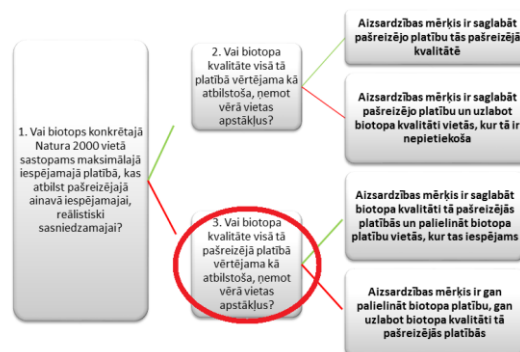 1. Vai biotops konkrētajā
Natura 2000 vietā
sastopams maksimālajā
iespējamajā platībā, kas
atbilst pašreizējajā
ainavā iespējamajai,
reālistiski
sasniedzamajai?
2. Vai biotopa
kvalitāte visā tā
platībā vērtējama kā
atbilstoša, ņemot
vērā vietas
apstākļus?
3. Vai biotopa
kvalitāte visā tā
pašreizējā platībā
vērtējama kā
atbilstoša, ņemot
vērā vietas
apstākļus?
Aizsardzības mērķis ir saglabāt
pašreizējo platību tās pašreizējā
kvalitātē
Aizsardzības mērķis ir saglabāt
pašreizējo platību un uzlabot
biotopa kvalitāti vietās, kur tā ir
nepietiekoša
Aizsardzības mērķis ir saglabāt
biotopa kvalitāti tā pašreizējās
platībās un palielināt biotopa
platību vietās, kur tas iespējams
Aizsardzības mērķis ir gan
palielināt biotopa platību, gan
uzlabot biotopa kvalitāti tā
pašreizējās platībās